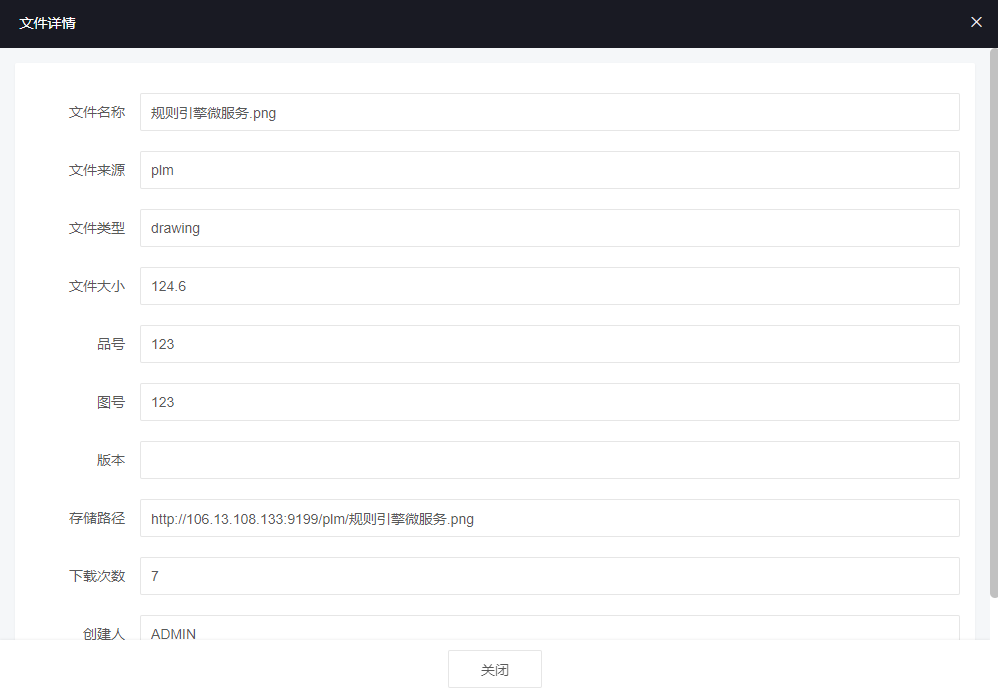 文件详情
文件名称 规则引擎微服务.png
文件来源 plm
文件类型 drawing
文件大小 124.6
品号 123
图号 123
版本
存储路径 http://106.13.108.133:9199/plm/规则引擎微服务.png
下载次数 7
创建人 ADMIN
关闭